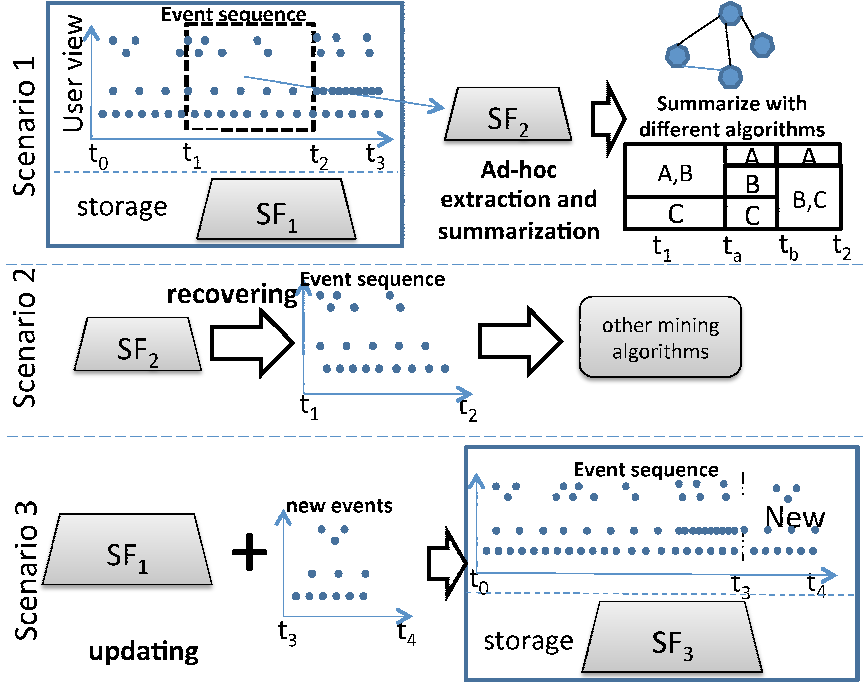 Scenario 1
User view
Event sequence
t0 t1 t2 t3
storage
SF1
SF2
Ad-hoc
extraction and
summarization
Summarize with
different algorithms
A,B
C
A
B
C
A
B,C
t1 ta tb t2
Scenario 2
SF2
recovering
Event sequence
t1 t2
other mining
algorithms
Scenario 3
SF1
+
updating
new events
t3 t4
Event sequence
New
t0 t3 t4
storage
SF3